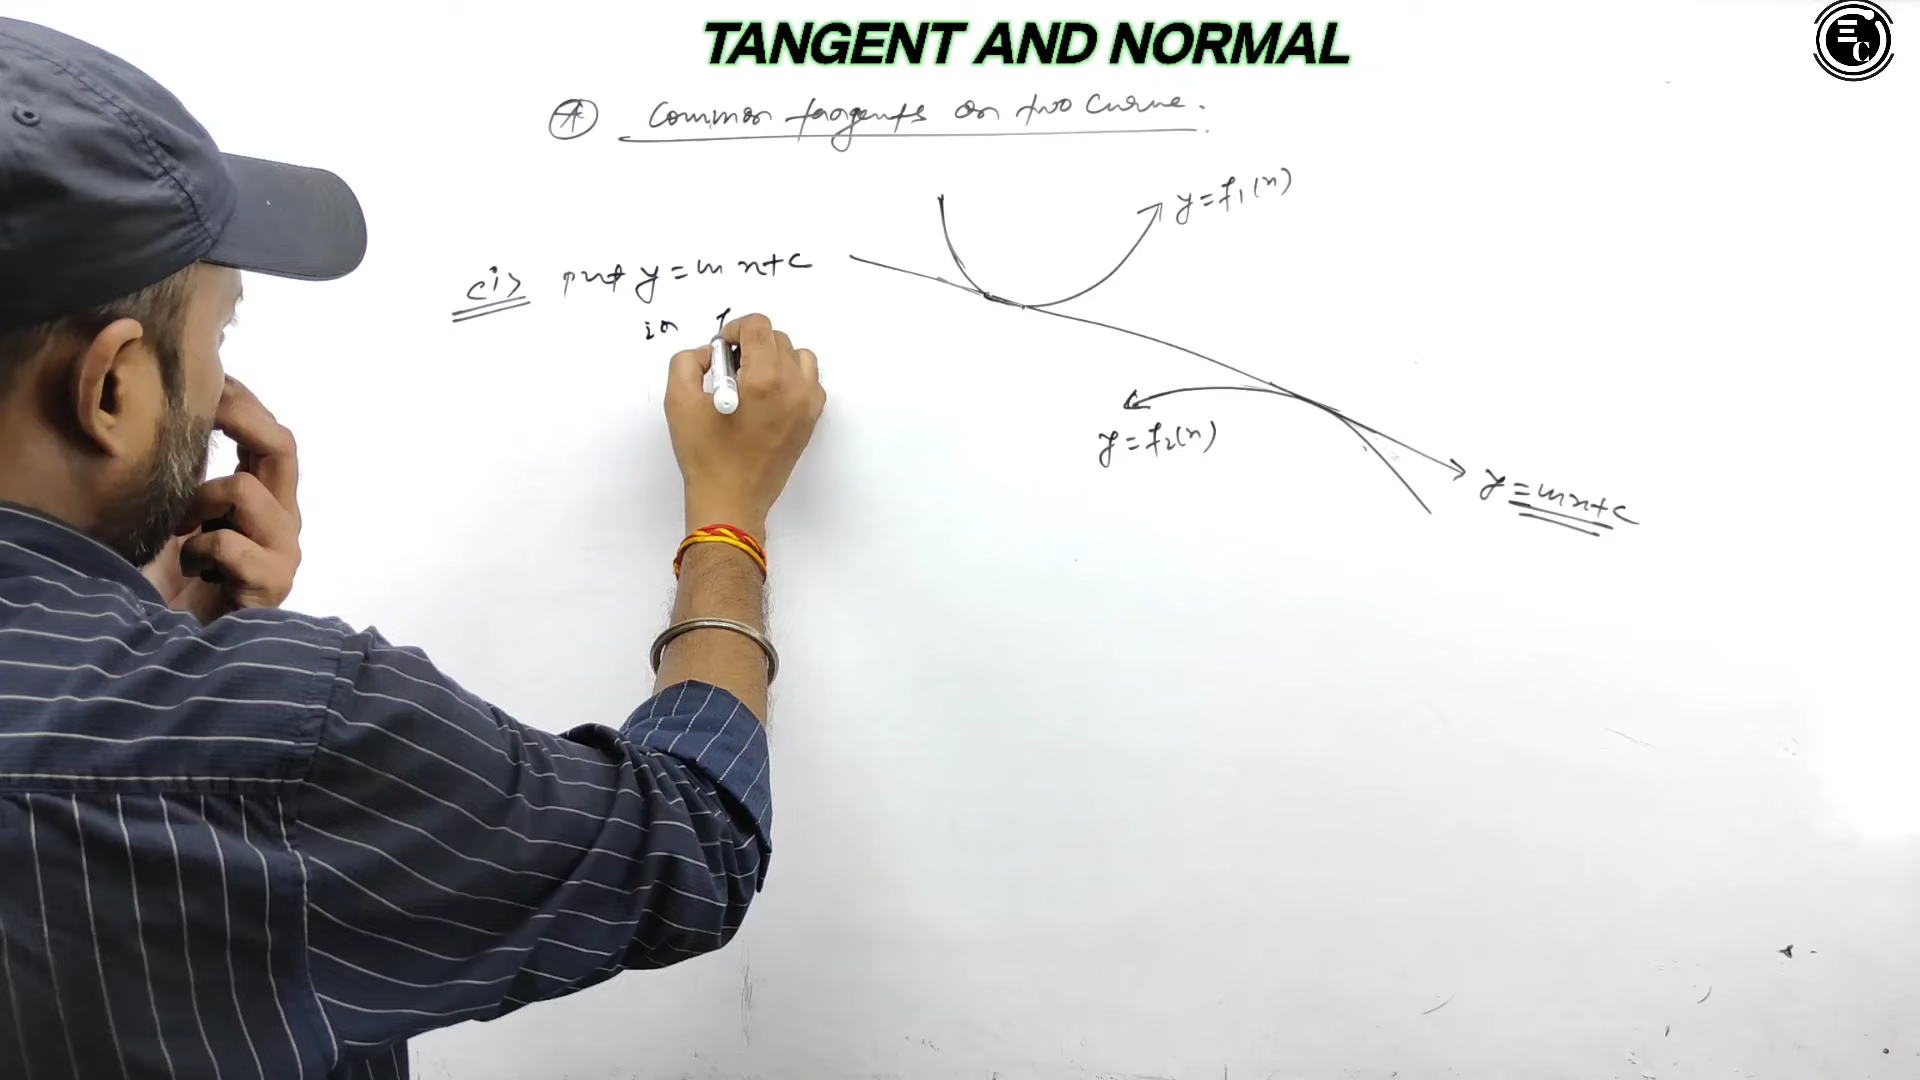 TANGENT AND NORMAL
Common tangents on two curve.
y = f₁(x)
(i) put y = mx+c
in f
y = f₂(x)
y = mx+c
C